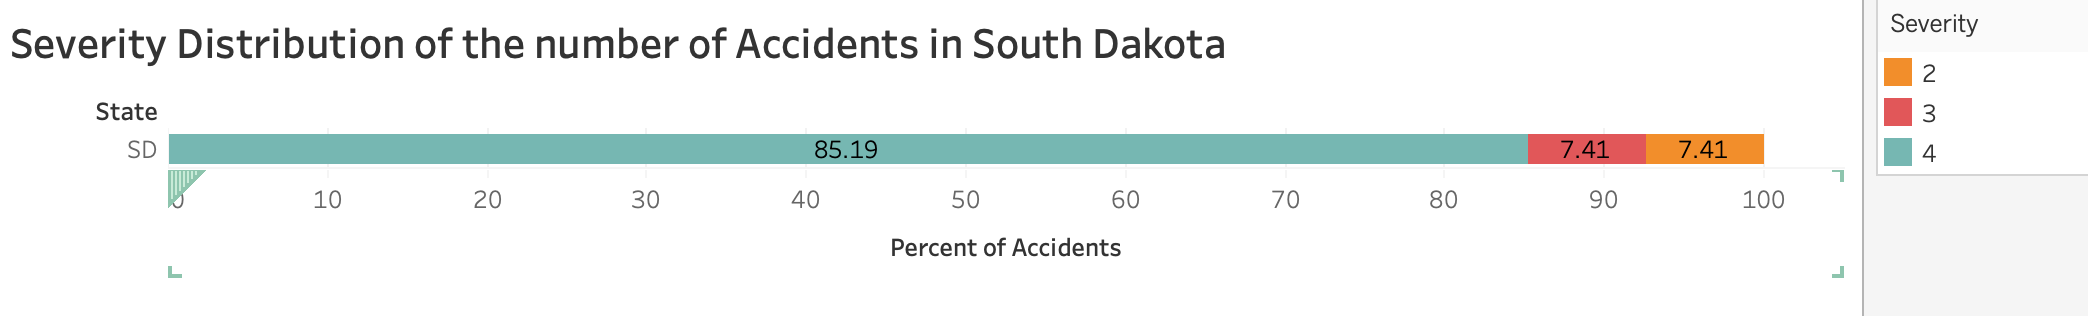 Severity Distribution of the number of Accidents in South Dakota
State
SD 85.19 7.41 7.41
0 10 20 30 40 50 60 70 80 90 100
Percent of Accidents
Severity
2
3
4